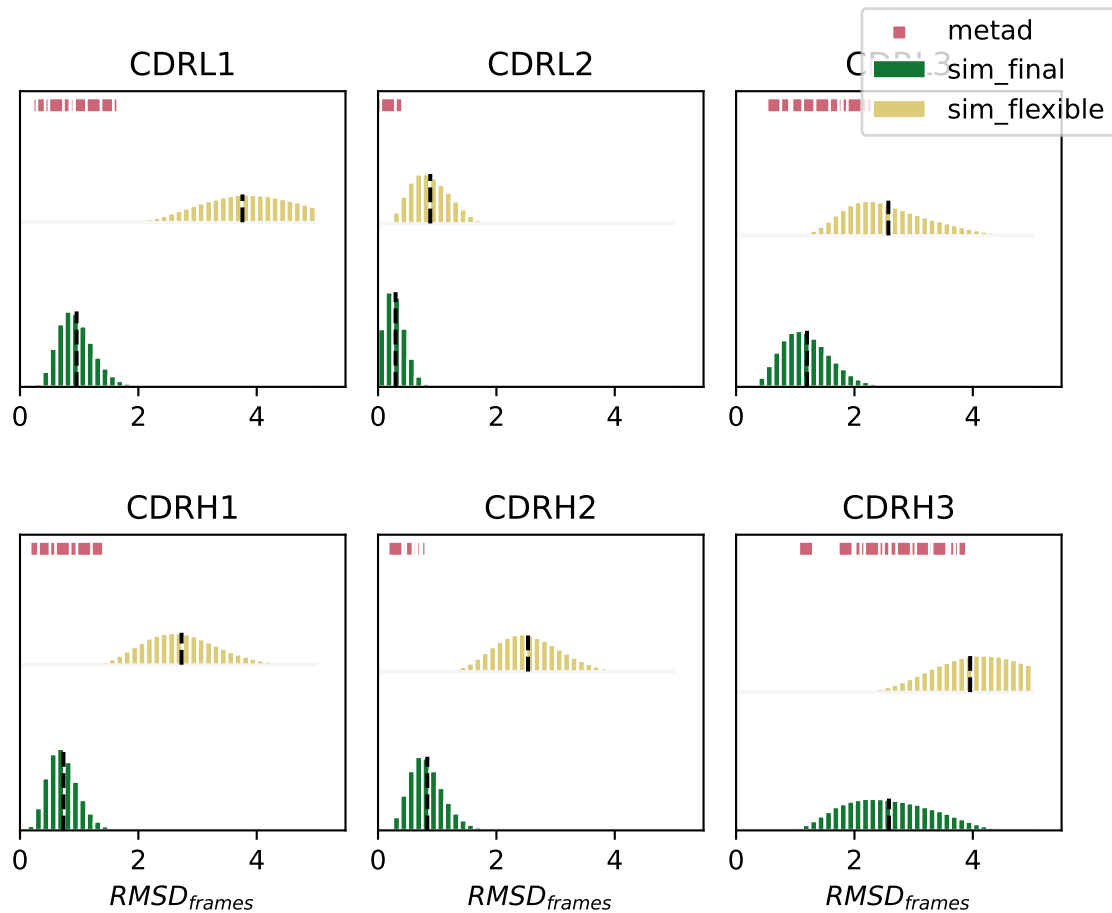 metad
sim_final
sim_flexible
CDRL1
CDRL2
CDRL3
0 2 4
0 2 4
0 2 4
CDRH1
CDRH2
CDRH3
0 2 4
0 2 4
0 2 4
RMSD_frames
RMSD_frames
RMSD_frames